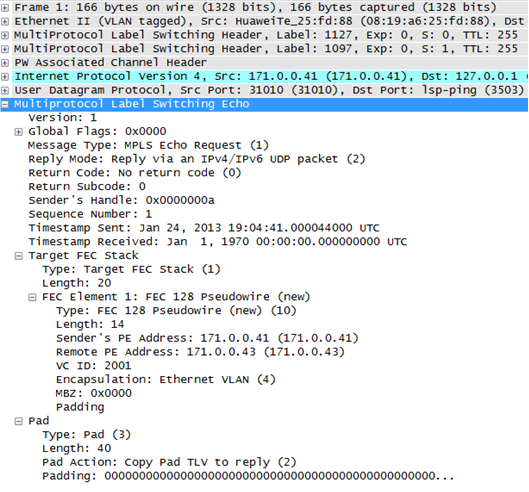 Frame 1: 166 bytes on wire (1328 bits), 166 bytes captured (1328 bits)
Ethernet II (VLAN tagged), Src: HuaweiTe_25:fd:88 (08:19:a6:25:fd:88), Dst
MultiProtocol Label Switching Header, Label: 1127, Exp: 0, S: 0, TTL: 255
MultiProtocol Label Switching Header, Label: 1097, Exp: 0, S: 1, TTL: 255
PW Associated Channel Header
Internet Protocol Version 4, Src: 171.0.0.41 (171.0.0.41), Dst: 127.0.0.1 (
User Datagram Protocol, Src Port: 31010 (31010), Dst Port: lsp-ping (3503)
Multiprotocol Label Switching Echo
Version: 1
Global Flags: 0x0000
Message Type: MPLS Echo Request (1)
Reply Mode: Reply via an IPv4/IPv6 UDP packet (2)
Return Code: No return code (0)
Return Subcode: 0
Sender's Handle: 0x0000000a
Sequence Number: 1
Timestamp Sent: Jan 24, 2013 19:04:41.000044000 UTC
Timestamp Received: Jan  1, 1970 00:00:00.000000000 UTC
Target FEC Stack
Type: Target FEC Stack (1)
Length: 20
FEC Element 1: FEC 128 Pseudowire (new)
Type: FEC 128 Pseudowire (new) (10)
Length: 14
Sender's PE Address: 171.0.0.41 (171.0.0.41)
Remote PE Address: 171.0.0.43 (171.0.0.43)
VC ID: 2001
Encapsulation: Ethernet VLAN (4)
MBZ: 0x0000
Padding
Pad
Type: Pad (3)
Length: 40
Pad Action: Copy Pad TLV to reply (2)
Padding: 000000000000000000000000000000000000000000000000...